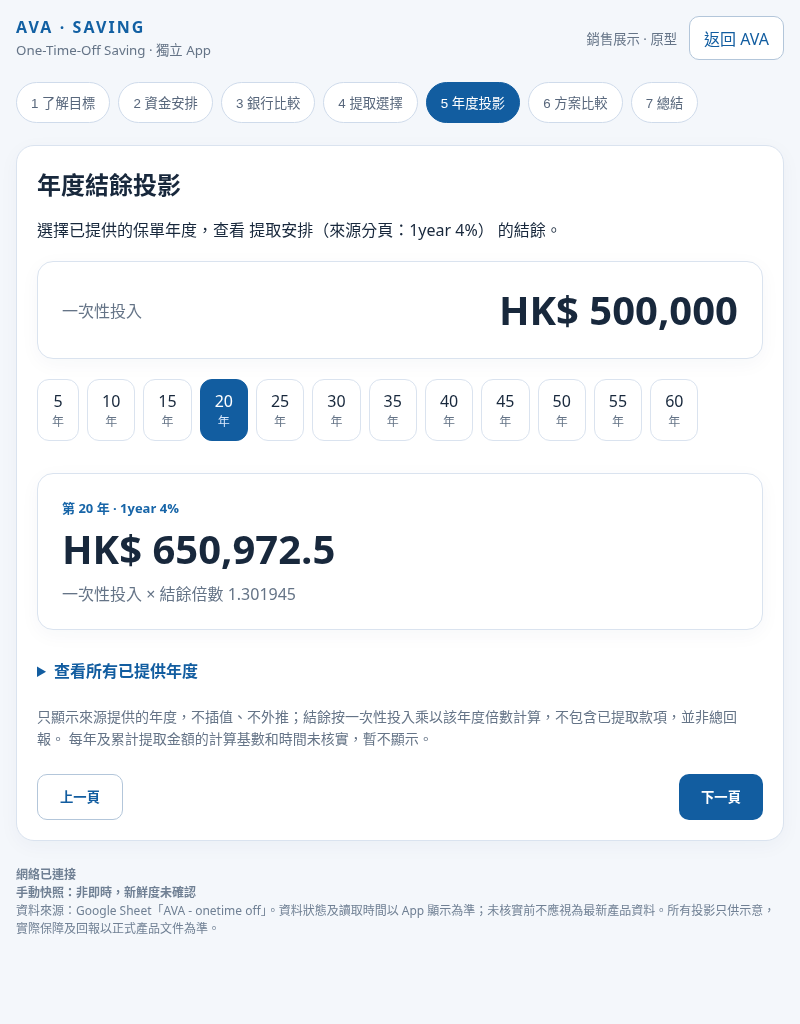 AVA · SAVING
One-Time-Off Saving · 獨立 App
銷售展示 · 原型
返回 AVA
1 了解目標
2 資金安排
3 銀行比較
4 提取選擇
5 年度投影
6 方案比較
7 總結
年度結餘投影
選擇已提供的保單年度，查看 提取安排（來源分頁：1year 4%） 的結餘。
一次性投入
HK$ 500,000
5
年
10
年
15
年
20
年
25
年
30
年
35
年
40
年
45
年
50
年
55
年
60
年
第 20 年 · 1year 4%
HK$ 650,972.5
一次性投入 × 結餘倍數 1.301945
查看所有已提供年度
只顯示來源提供的年度，不插值、不外推；結餘按一次性投入乘以該年度倍數計算，不包含已提取款項，並非總回
報。 每年及累計提取金額的計算基數和時間未核實，暫不顯示。
上一頁
下一頁
網絡已連接
手動快照：非即時，新鮮度未確認
資料來源：Google Sheet「AVA - onetime off」。資料狀態及讀取時間以 App 顯示為準；未核實前不應視為最新產品資料。所有投影只供示意，
實際保障及回報以正式產品文件為準。